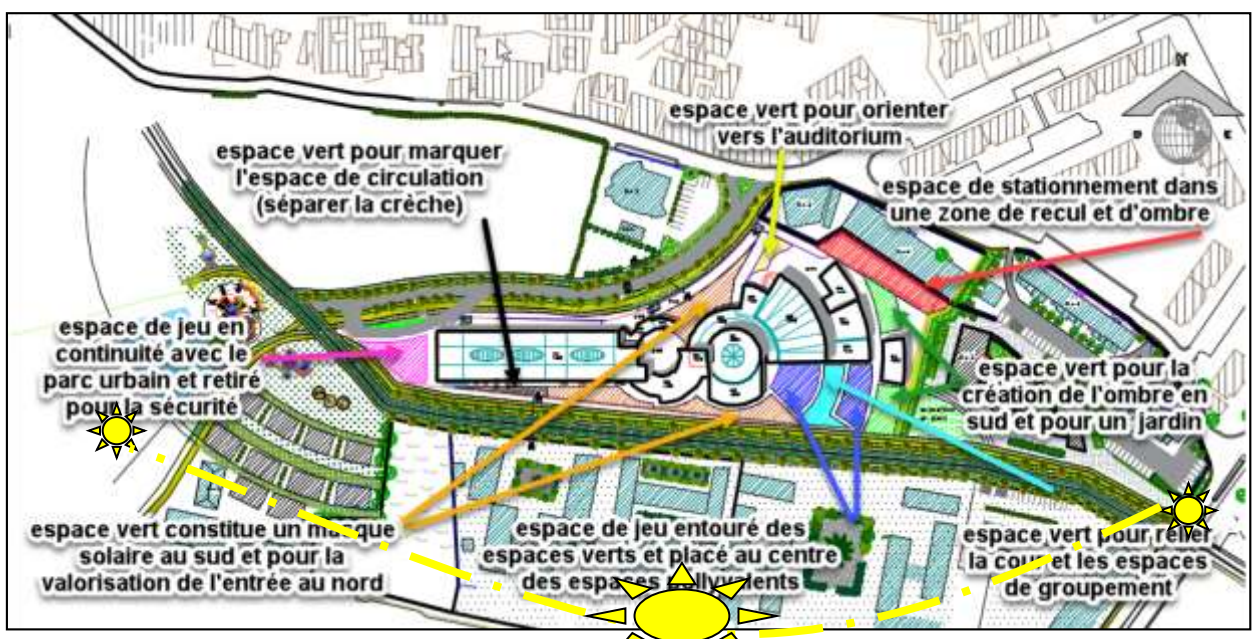 espace vert pour orienter
vers l'auditorium
espace vert pour marquer
l'espace de circulation
(séparer la crèche)
N
espace de stationnement dans
une zone de recul et d'ombre
espace de jeu en
continuité avec le
parc urbain et retiré
pour la sécurité
espace vert pour la
création de l'ombre en
sud et pour un jardin
espace vert constitue un masque
solaire au sud et pour la
valorisation de l'entrée au nord
espace de jeu entouré des
espaces verts et placé au centre
des espaces pollyvalents
espace vert pour relier
la cour et les espaces
de groupement